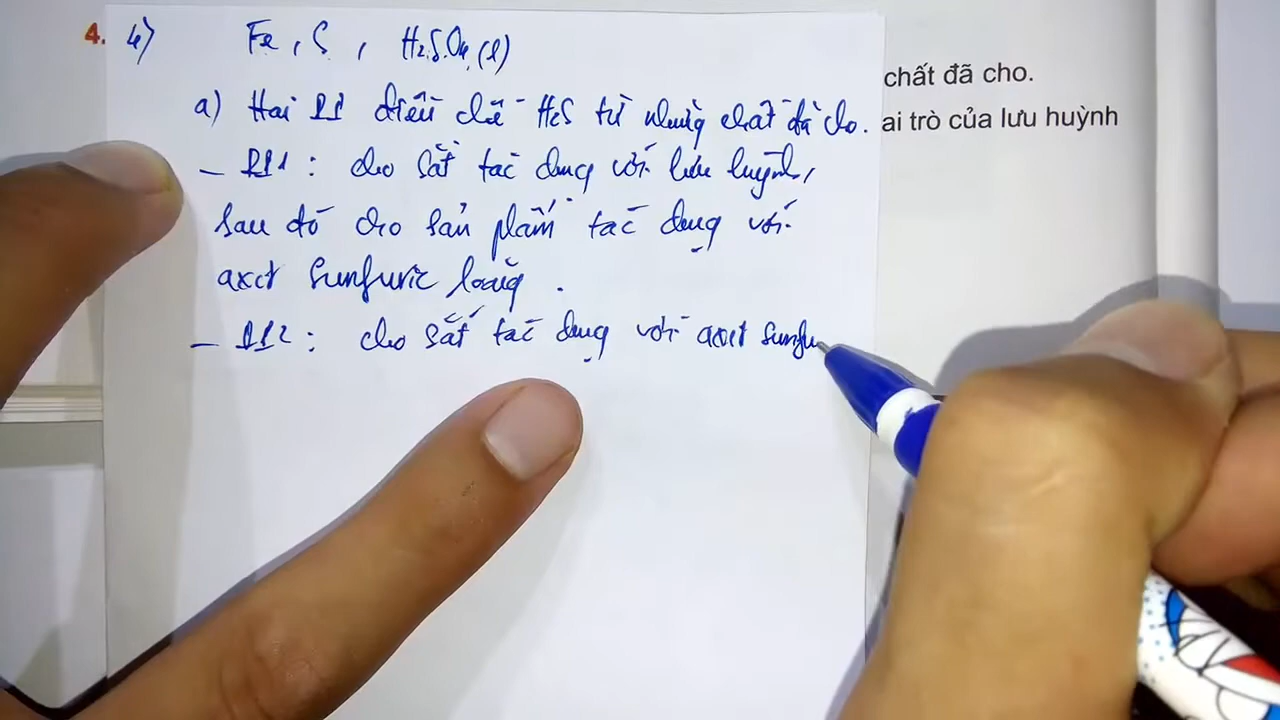 4. 4) Fe, S, H2SO4(l)
chất đã cho.
a) Hai PP điều chế H2S từ những chất đã cho.
ai trò của lưu huỳnh
- PP1: cho sắt tác dụng với lưu huỳnh,
sau đó cho sản phẩm tác dụng với
axit sunfuric loãng.
- PP2: cho sắt tác dụng với axit sunfu